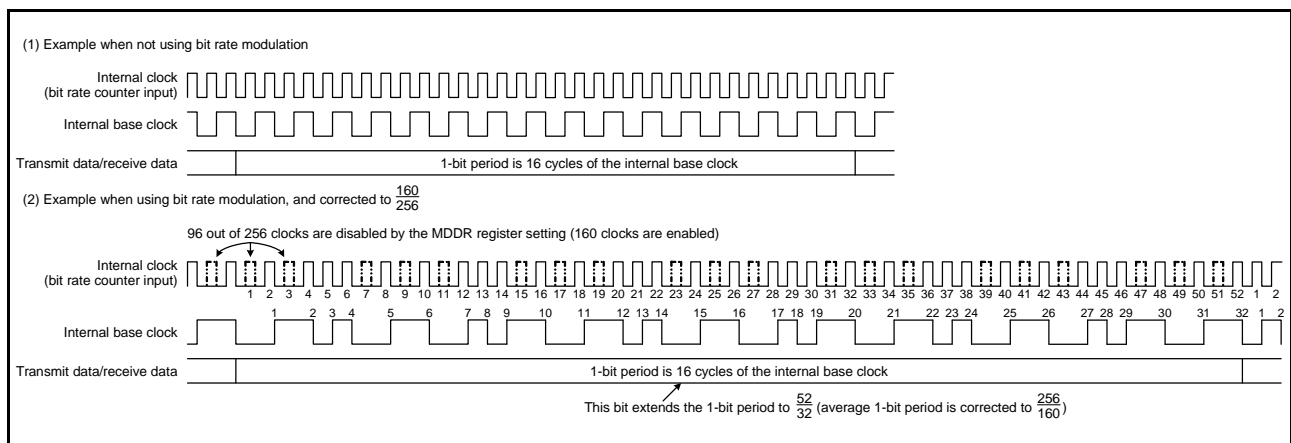 (1) Example when not using bit rate modulation
Internal clock
(bit rate counter input)
Internal base clock
Transmit data/receive data
1-bit period is 16 cycles of the internal base clock
(2) Example when using bit rate modulation, and corrected to 160/256
96 out of 256 clocks are disabled by the MDDR register setting (160 clocks are enabled)
Internal clock
(bit rate counter input)
1 2 3 4 5 6 7 8 9 10 11 12 13 14 15 16 17 18 19 20 21 22 23 24 25 26 27 28 29 30 31 32 33 34 35 36 37 38 39 40 41 42 43 44 45 46 47 48 49 50 51 52 1 2
1 2 3 4 5 6 7 8 9 10 11 12 13 14 15 16 17 18 19 20 21 22 23 24 25 26 27 28 29 30 31 32 1 2
Internal base clock
Transmit data/receive data
1-bit period is 16 cycles of the internal base clock
This bit extends the 1-bit period to 52/32 (average 1-bit period is corrected to 256/160)